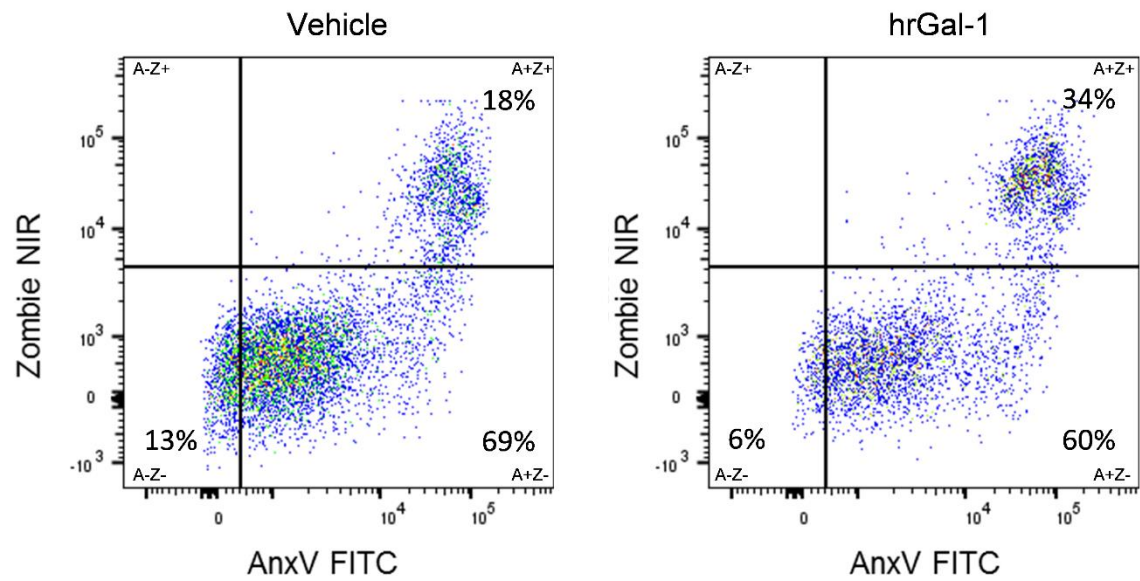 Vehicle
A-Z+
A+Z+
18%
10^5
10^4
10^3
0
-10^3
Zombie NIR
13%
69%
A-Z-
A+Z-
0
10^4
10^5
AnxV FITC
hrGal-1
A-Z+
A+Z+
34%
10^5
10^4
10^3
0
-10^3
Zombie NIR
6%
60%
A-Z-
A+Z-
0
10^4
10^5
AnxV FITC